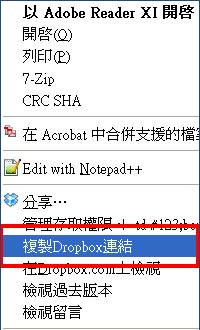 以 Adobe Reader XI 開啓
開啓(O)
列印(P)
7-Zip
CRC SHA
在 Acrobat 中合併支援的檔
Edit with Notepad++
分享…
管理存取權限
複製Dropbox連結
在Dropbox.com上檢視
檢視過去版本
檢視留言